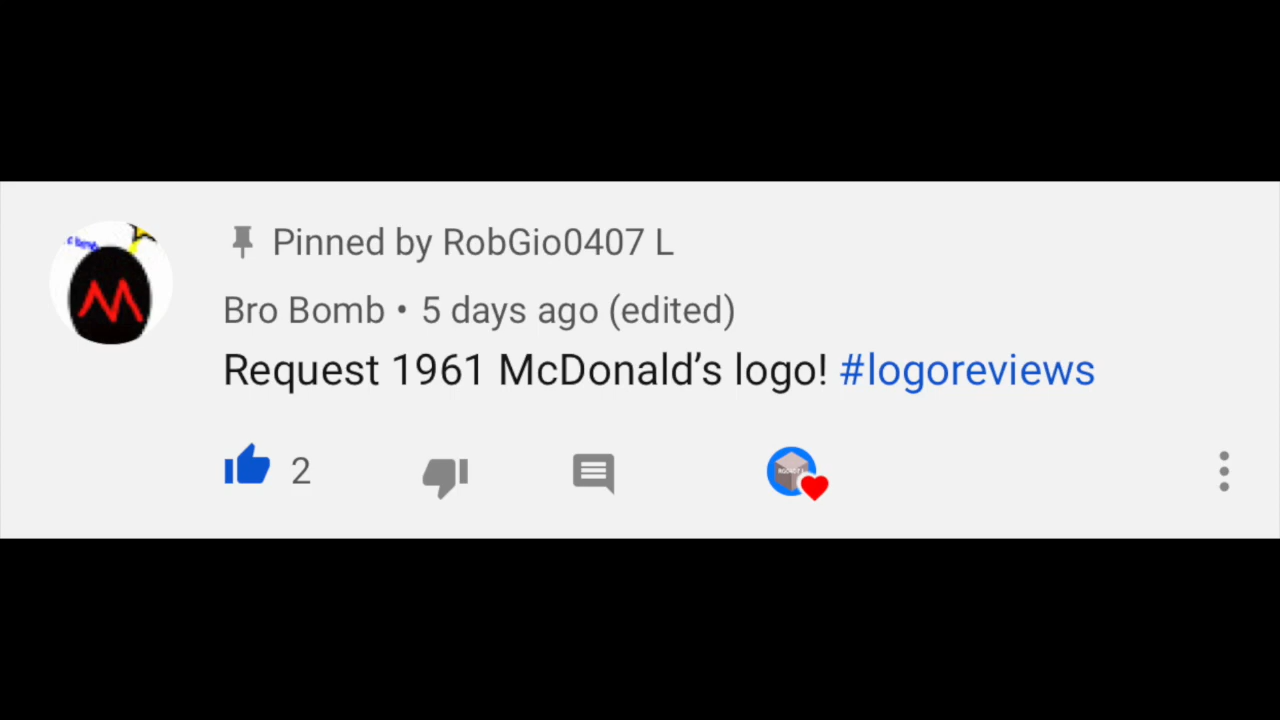 Pinned by RobGio0407 L
Bro Bomb • 5 days ago (edited)
Request 1961 McDonald’s logo! #logoreviews
2